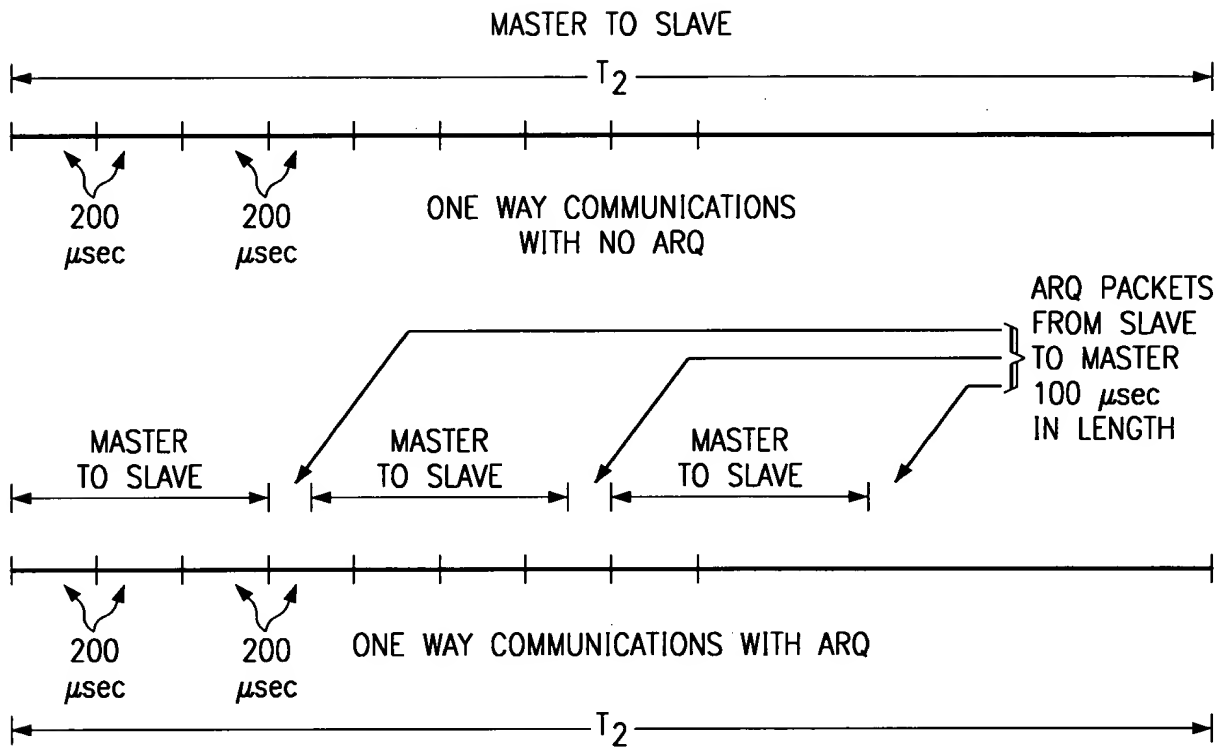 MASTER TO SLAVE
T2
200
μsec
200
μsec
ONE WAY COMMUNICATIONS
WITH NO ARQ
ARQ PACKETS
FROM SLAVE
TO MASTER
100 μsec
IN LENGTH
MASTER
TO SLAVE
MASTER
TO SLAVE
MASTER
TO SLAVE
200
μsec
200
μsec
ONE WAY COMMUNICATIONS WITH ARQ
T2